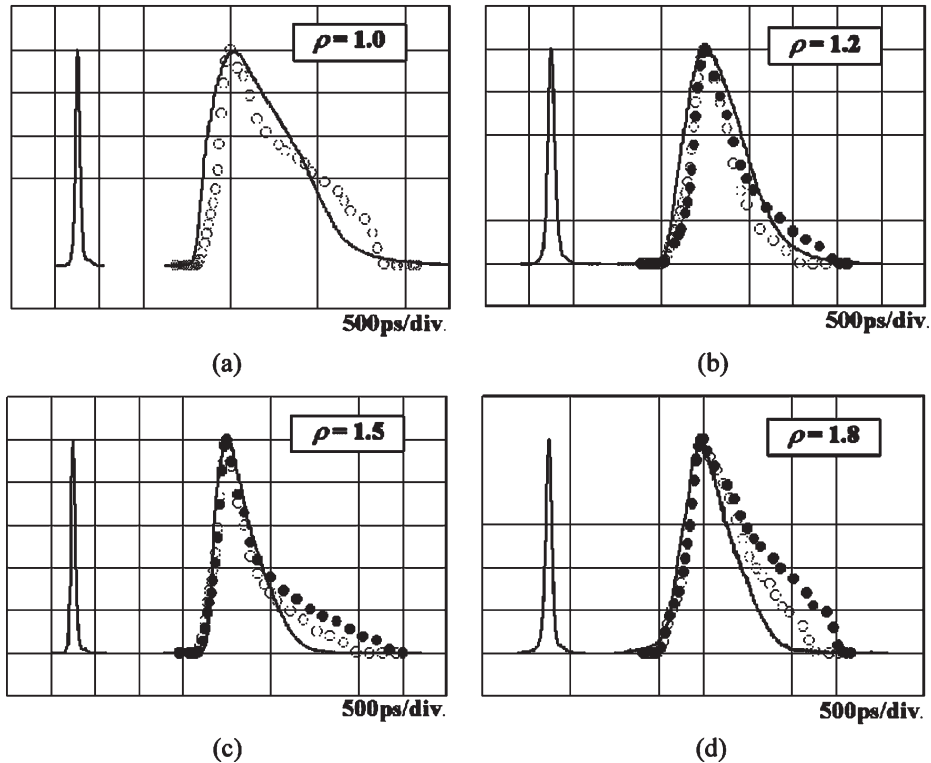 ρ = 1.0
500ps/div.
(a)
ρ = 1.2
500ps/div.
(b)
ρ = 1.5
500ps/div.
(c)
ρ = 1.8
500ps/div.
(d)